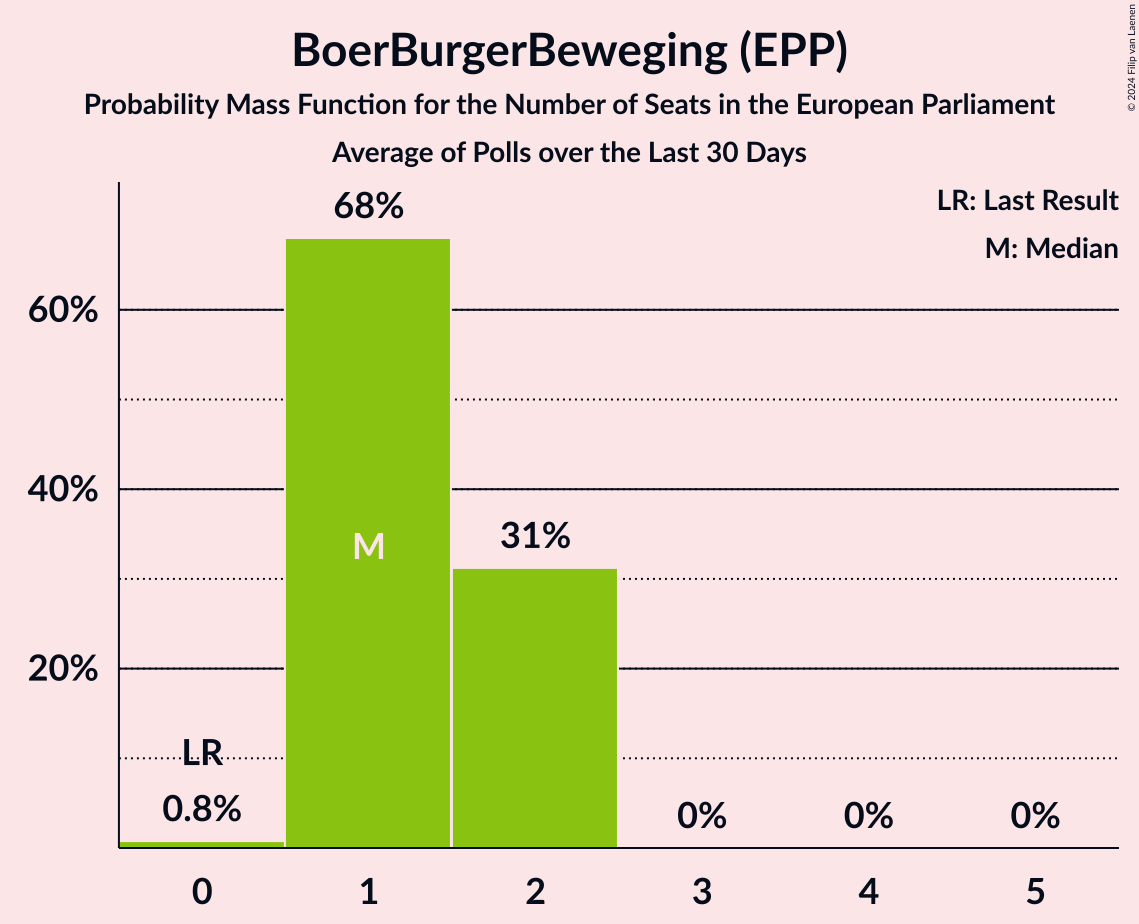 BoerBurgerBeweging (EPP)
Probability Mass Function for the Number of Seats in the European Parliament
Average of Polls over the Last 30 Days
© 2024 Filip van Laenen
LR: Last Result
M: Median
68%
60%
40%
31%
M
20%
LR
0.8%
0%
0%
0%
0
1
2
3
4
5